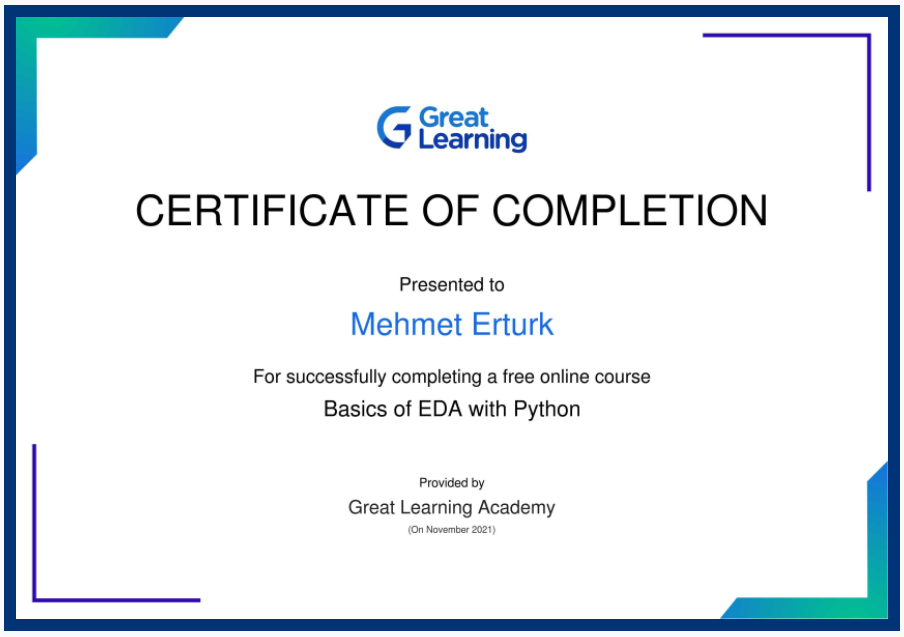 Great
Learning
CERTIFICATE OF COMPLETION
Presented to
Mehmet Erturk
For successfully completing a free online course
Basics of EDA with Python
Provided by
Great Learning Academy
(On November 2021)